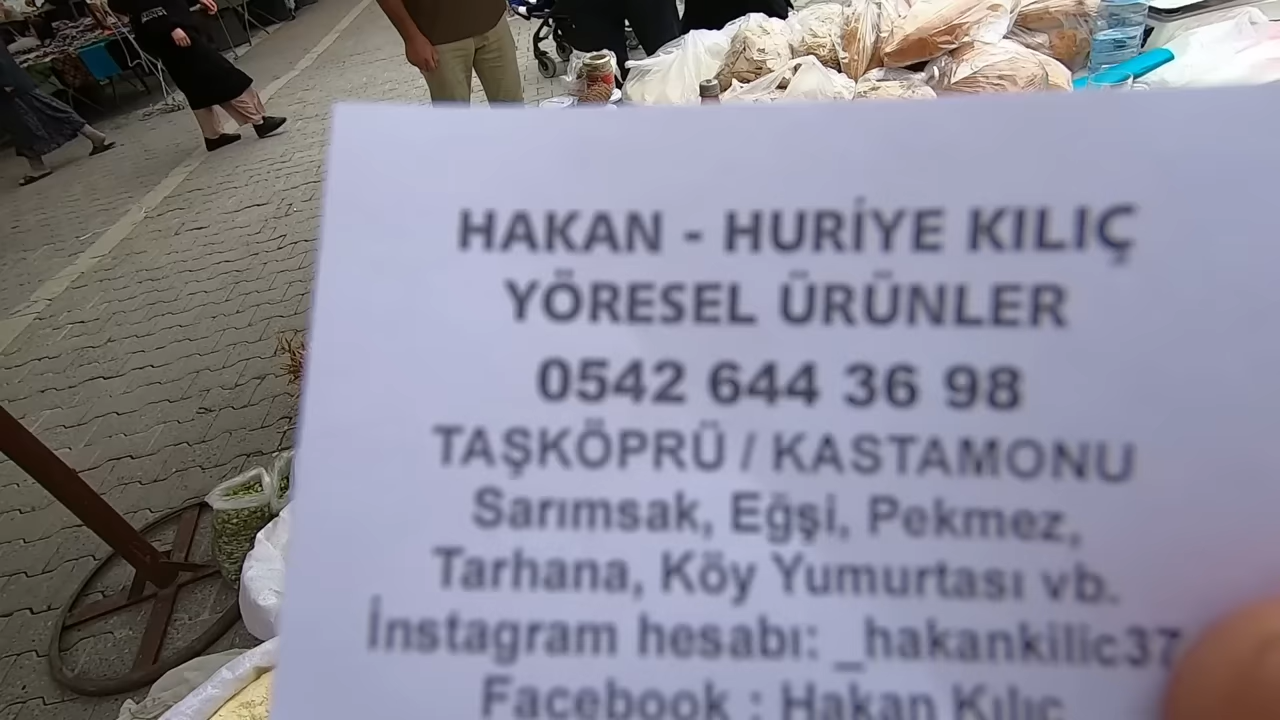 HAKAN - HURİYE KILIÇ
YÖRESEL ÜRÜNLER
0542 644 36 98
TAŞKÖPRÜ / KASTAMONU
Sarımsak, Eğşi, Pekmez,
Tarhana, Köy Yumurtası vb.
İnstagram hesabı: _hakankilic37
Facebook : Hakan Kılıç